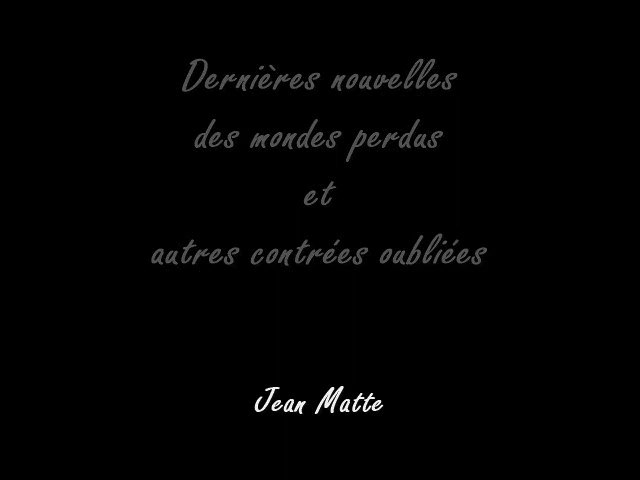 Dernières nouvelles
des mondes perdus
et
autres contrées oubliées
Jean Matte